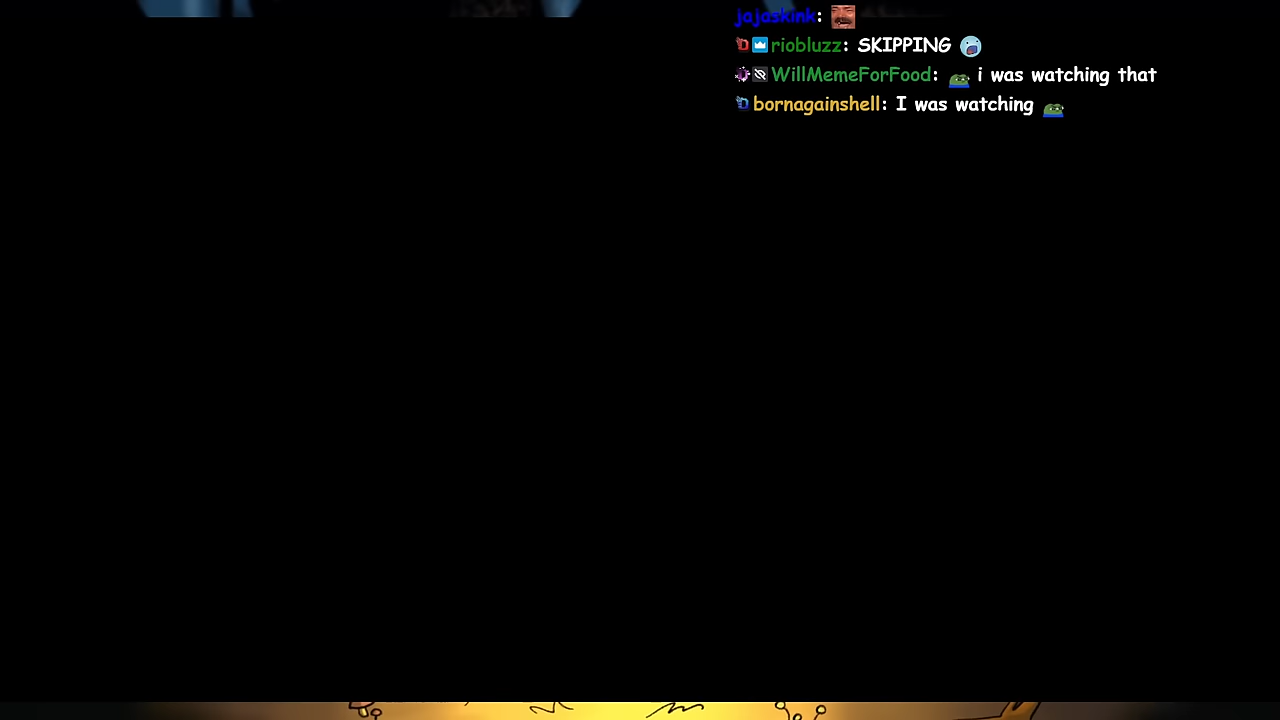 jajaskink:
riobluzz: SKIPPING
WillMemeForFood: i was watching that
bornagainshell: I was watching